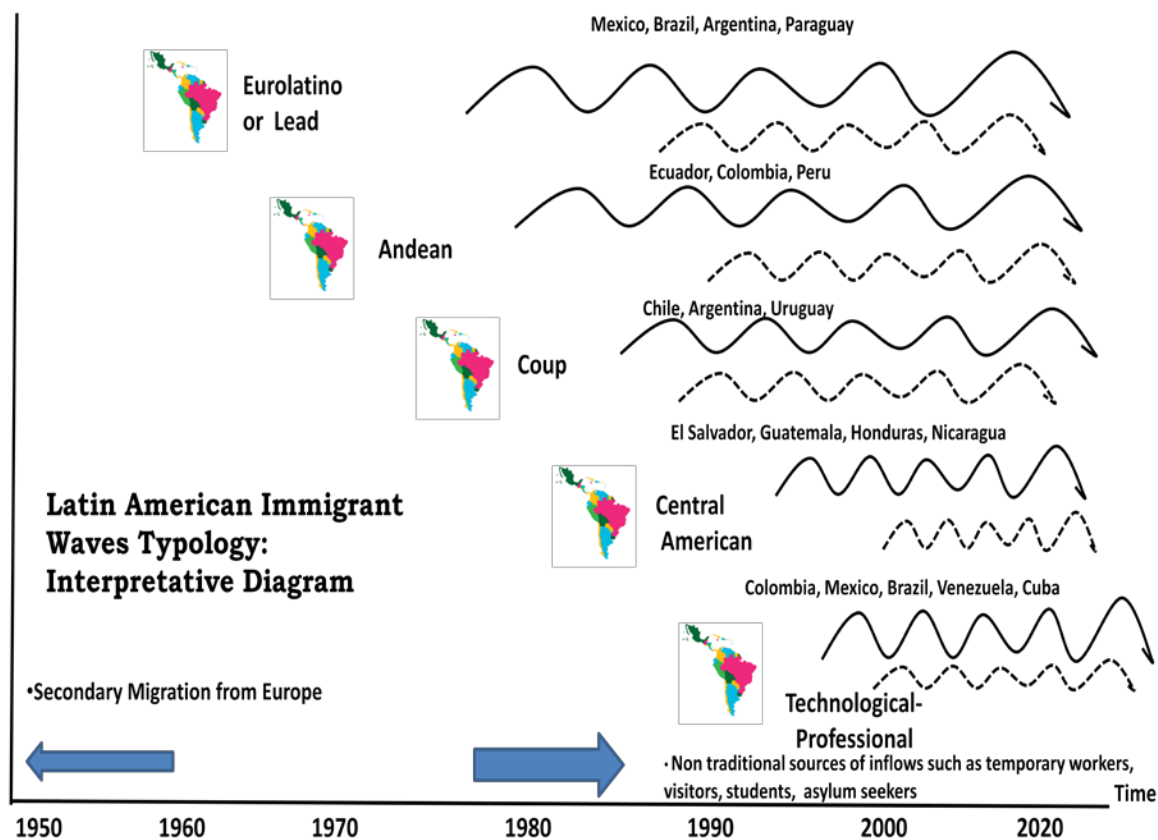 Mexico, Brazil, Argentina, Paraguay
Eurolatino
or Lead
Ecuador, Colombia, Peru
Andean
Chile, Argentina, Uruguay
Coup
El Salvador, Guatemala, Honduras, Nicaragua
Central
American
Latin American Immigrant
Waves Typology:
Interpretative Diagram
Colombia, Mexico, Brazil, Venezuela, Cuba
•Secondary Migration from Europe
Technological-
Professional
· Non traditional sources of inflows such as temporary workers,
visitors, students, asylum seekers
Time
1950 1960 1970 1980 1990 2000 2020